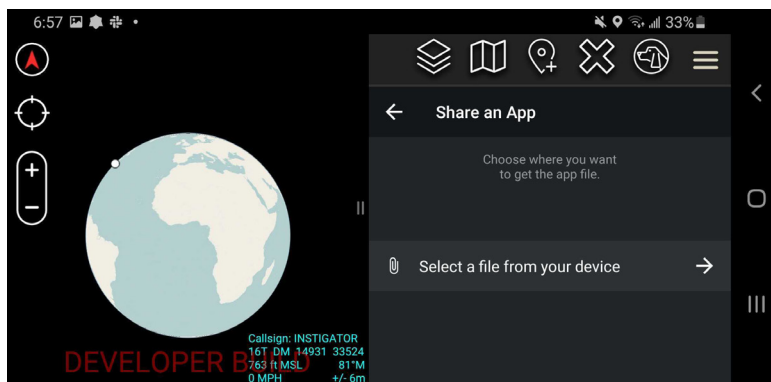 6:57
33%
Share an App
Choose where you want
to get the app file.
Select a file from your device
Callsign: INSTIGATOR
16T DM 14931 33524
763 ft MSL 81°M
0 MPH +/- 6m
DEVELOPER BUILD